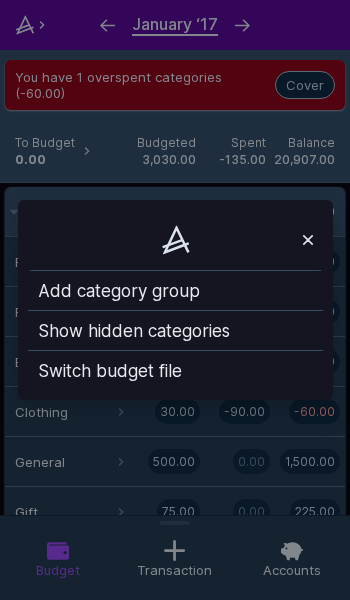 January ‘17
You have 1 overspent categories
(-60.00)
Cover
To Budget Budgeted Spent Balance
0.00 3,030.00 -135.00 20,907.00
Add category group
Show hidden categories
Switch budget file
Clothing 30.00 -90.00 -60.00
General 500.00 0.00 1,500.00
Gift 75.00 0.00 225.00
Budget Transaction Accounts